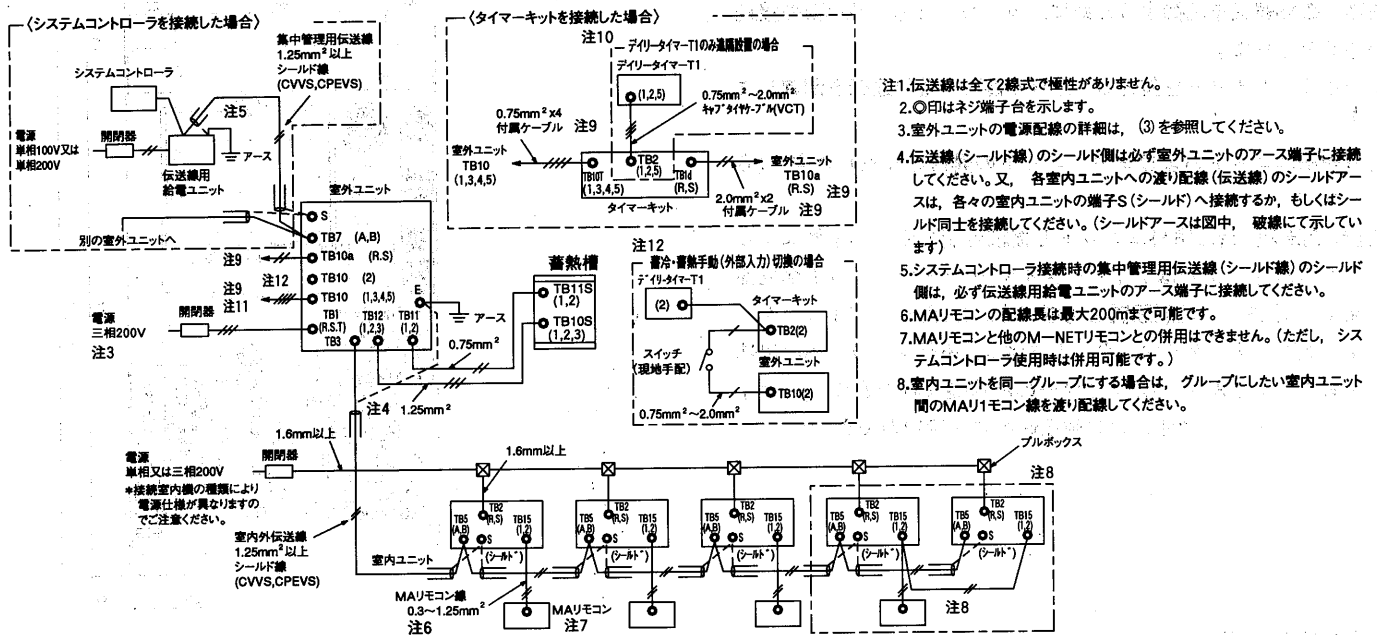 〈システムコントローラを接続した場合〉
集中管理用伝送線
1.25mm²以上
シールド線
(CVVS,CPEVS)
システムコントローラ
注5
電源
単相100V又は
単相200V
開閉器
アース
伝送線用
給電ユニット
室外ユニット
別の室外ユニットへ
S
TB7 (A,B)
注9
TB10a (R.S)
注12
TB10 (2)
注9
注11
TB10 (1,3,4,5)
E
アース
電源
三相200V
注3
開閉器
TB1
(R.S.T)
TB12
(1,2,3)
TB11
(1,2)
TB3
0.75mm²
1.25mm²
注4
蓄熱槽
TB11S
(1,2)
TB10S
(1,2,3)
〈タイマーキットを接続した場合〉
注10
デイリータイマーT1のみ遠隔設置の場合
デイリータイマーT1
(1,2,5)
0.75mm²～2.0mm²
キャブタイヤケーブル(VCT)
0.75mm²x4
付属ケーブル
注9
室外ユニット
TB10
(1,3,4,5)
TB10T
(1,3,4,5)
TB2
(1,2,5)
TB1d
(R,S)
タイマーキット
室外ユニット
TB10a
(R.S)
注9
2.0mm²x2
付属ケーブル
注9
注12
蓄冷・蓄熱手動(外部入力)切換の場合
デイリータイマーT1
(2)
タイマーキット
TB2(2)
スイッチ
(現地手配)
室外ユニット
TB10(2)
0.75mm²～2.0mm²
注1.伝送線は全て2線式で極性がありません。
2.◎印はネジ端子台を示します。
3.室外ユニットの電源配線の詳細は，(3)を参照してください。
4.伝送線(シールド線)のシールド側は必ず室外ユニットのアース端子に接続
してください。又， 各室内ユニットへの渡り配線(伝送線)のシールドアー
スは，各々の室内ユニットの端子S(シールド)へ接続するか，もしくはシー
ルド同士を接続してください。(シールドアースは図中， 破線にて示してい
ます)
5.システムコントローラ接続時の集中管理用伝送線(シールド線)のシールド
側は，必ず伝送線用給電ユニットのアース端子に接続してください。
6.MAリモコンの配線長は最大200mまで可能です。
7.MAリモコンと他のM－NETリモコンとの併用はできません。(ただし， シス
テムコントローラ使用時は併用可能です。)
8.室内ユニットを同一グループにする場合は，グループにしたい室内ユニット
間のMAリ1モコン線を渡り配線してください。
1.6mm以上
電源
単相又は三相200V
＊接続室内機の種類により
電源仕様が異なりますの
でご注意ください。
開閉器
1.6mm以上
プルボックス
注8
室内外伝送線
1.25mm²以上
シールド線
(CVVS,CPEVS)
室内ユニット
TB5
(A,B)
TB2
(R,S)
TB15
(1,2)
S
(シールド)
TB5
(A,B)
TB2
(R,S)
TB15
(1,2)
S
(シールド)
TB5
(A,B)
TB2
(R,S)
TB15
(1,2)
S
(シールド)
TB5
(A,B)
TB2
(R,S)
TB15
(1,2)
S
(シールド)
TB5
(A,B)
TB2
(R,S)
TB15
(1,2)
S
(シールド)
MAリモコン線
0.3～1.25mm²
注6
MAリモコン
注7
注8